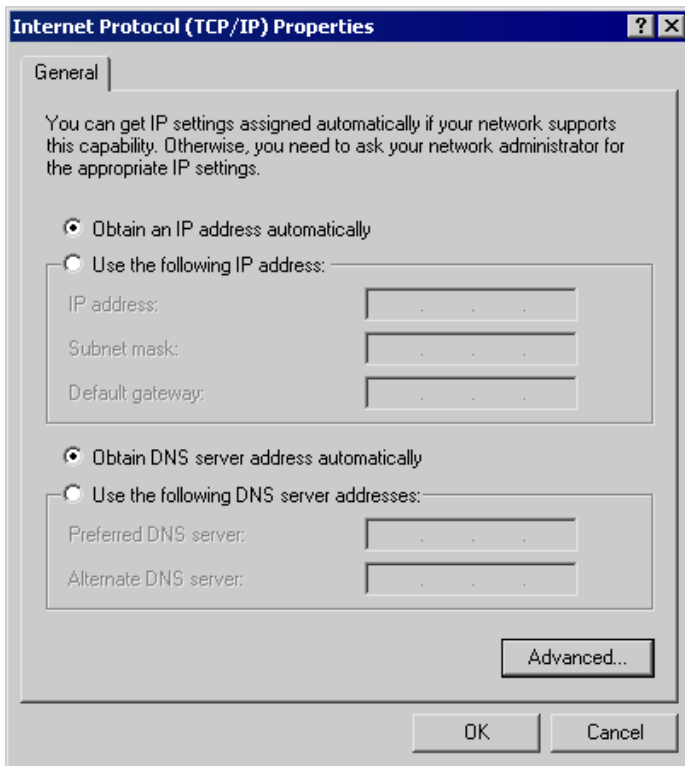 Internet Protocol (TCP/IP) Properties
General
You can get IP settings assigned automatically if your network supports
this capability. Otherwise, you need to ask your network administrator for
the appropriate IP settings.
Obtain an IP address automatically
Use the following IP address:
IP address:
Subnet mask:
Default gateway:
Obtain DNS server address automatically
Use the following DNS server addresses:
Preferred DNS server:
Alternate DNS server:
Advanced...
OK
Cancel